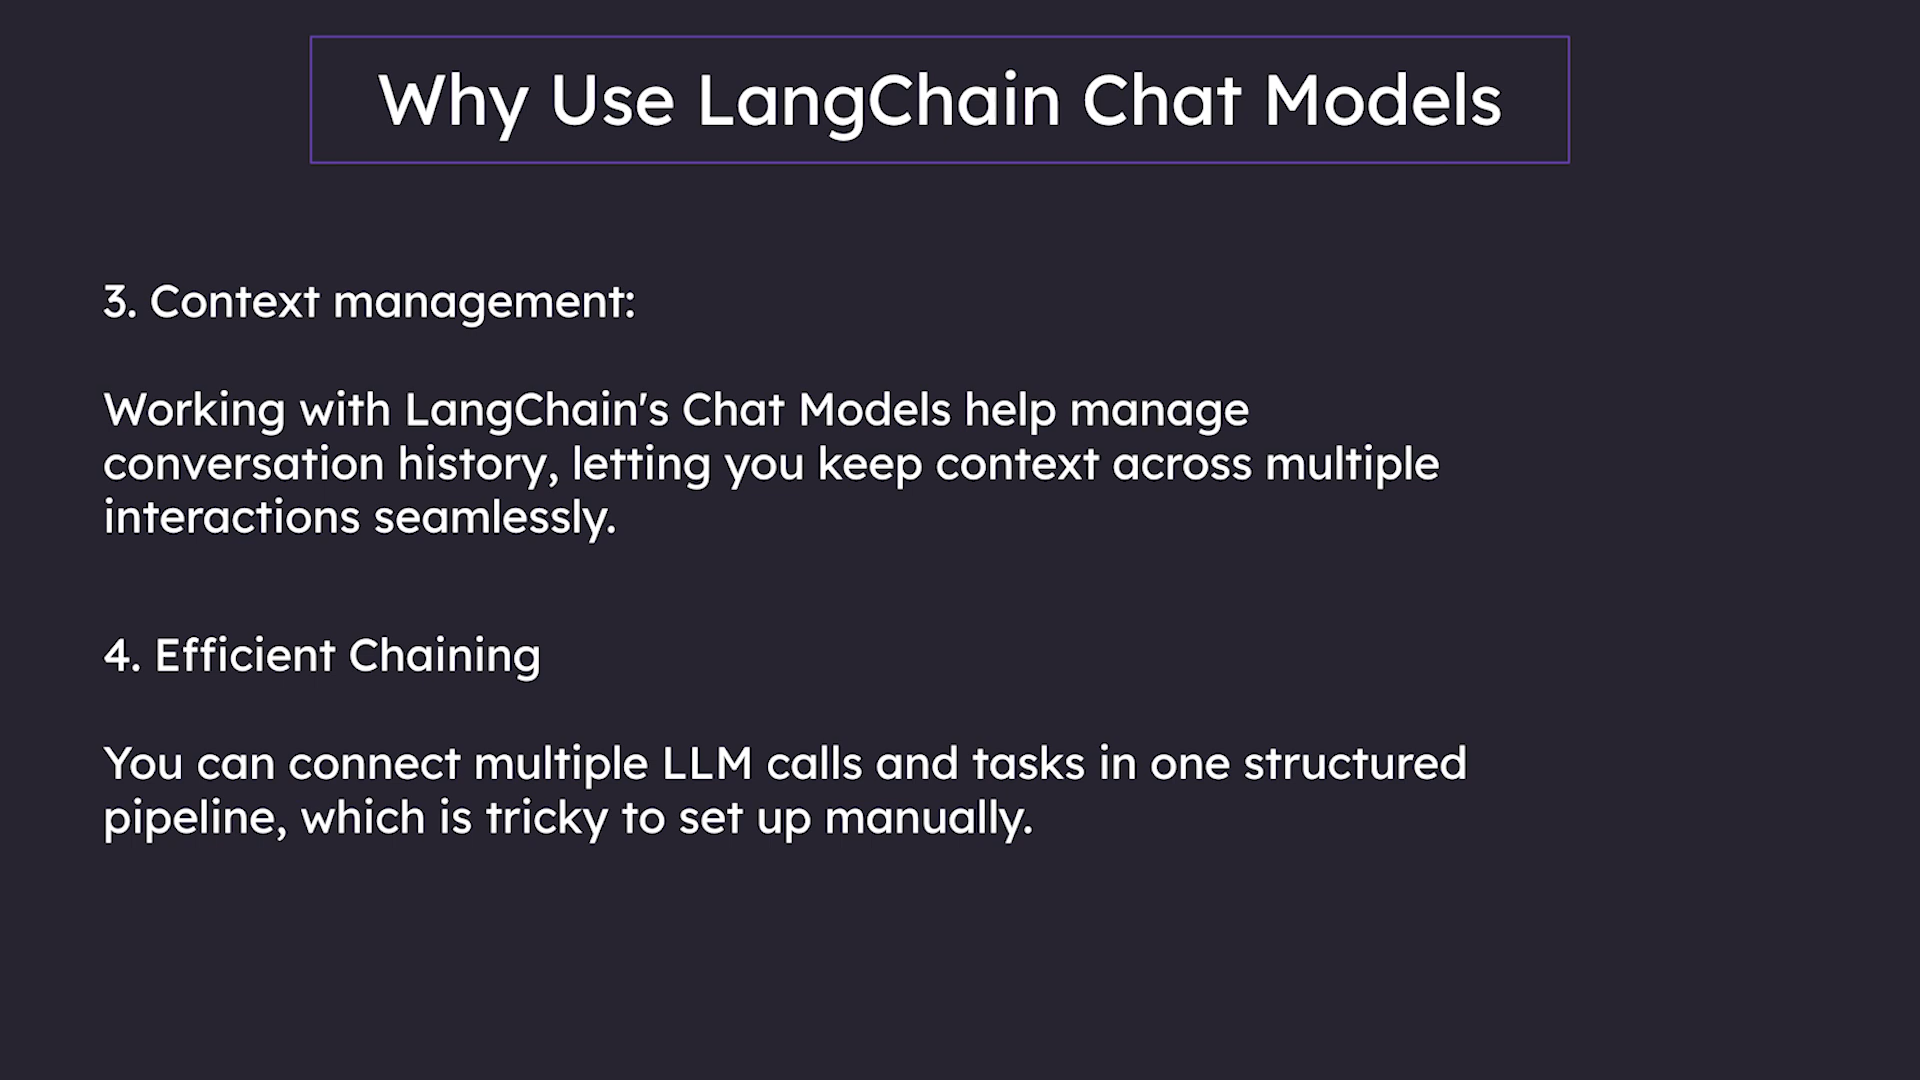 Why Use LangChain Chat Models
3. Context management:
Working with LangChain's Chat Models help manage
conversation history, letting you keep context across multiple
interactions seamlessly.
4. Efficient Chaining
You can connect multiple LLM calls and tasks in one structured
pipeline, which is tricky to set up manually.